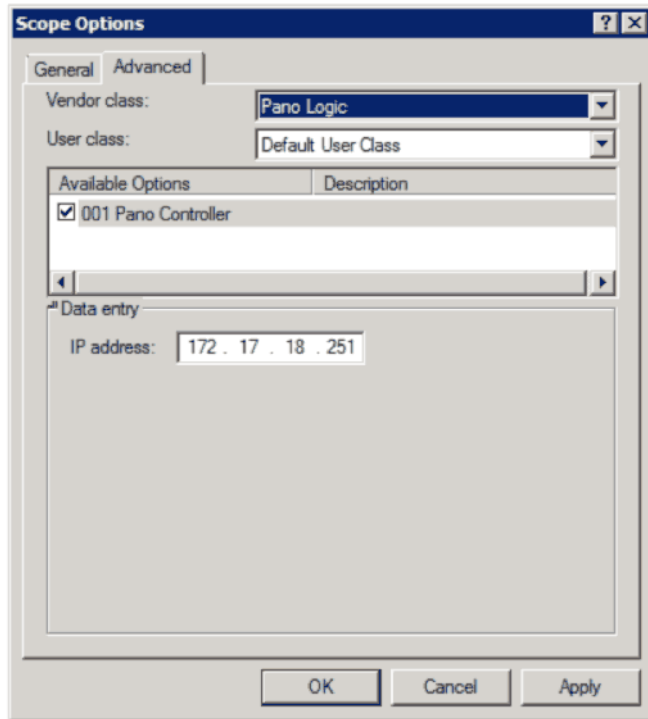 Scope Options
General Advanced
Vendor class: Pano Logic
User class: Default User Class
Available Options Description
001 Pano Controller
Data entry
IP address: 172 . 17 . 18 . 251
OK Cancel Apply